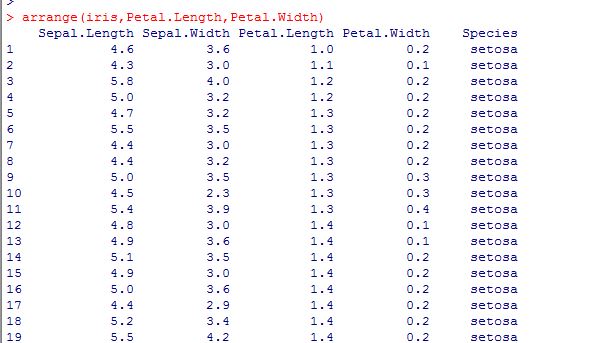 >
> arrange(iris,Petal.Length,Petal.Width)
Sepal.Length Sepal.Width Petal.Length Petal.Width Species
1 4.6 3.6 1.0 0.2 setosa
2 4.3 3.0 1.1 0.1 setosa
3 5.8 4.0 1.2 0.2 setosa
4 5.0 3.2 1.2 0.2 setosa
5 4.7 3.2 1.3 0.2 setosa
6 5.5 3.5 1.3 0.2 setosa
7 4.4 3.0 1.3 0.2 setosa
8 4.4 3.2 1.3 0.2 setosa
9 5.0 3.5 1.3 0.3 setosa
10 4.5 2.3 1.3 0.3 setosa
11 5.4 3.9 1.3 0.4 setosa
12 4.8 3.0 1.4 0.1 setosa
13 4.9 3.6 1.4 0.1 setosa
14 5.1 3.5 1.4 0.2 setosa
15 4.9 3.0 1.4 0.2 setosa
16 5.0 3.6 1.4 0.2 setosa
17 4.4 2.9 1.4 0.2 setosa
18 5.2 3.4 1.4 0.2 setosa
19 5.5 4.2 1.4 0.2 setosa